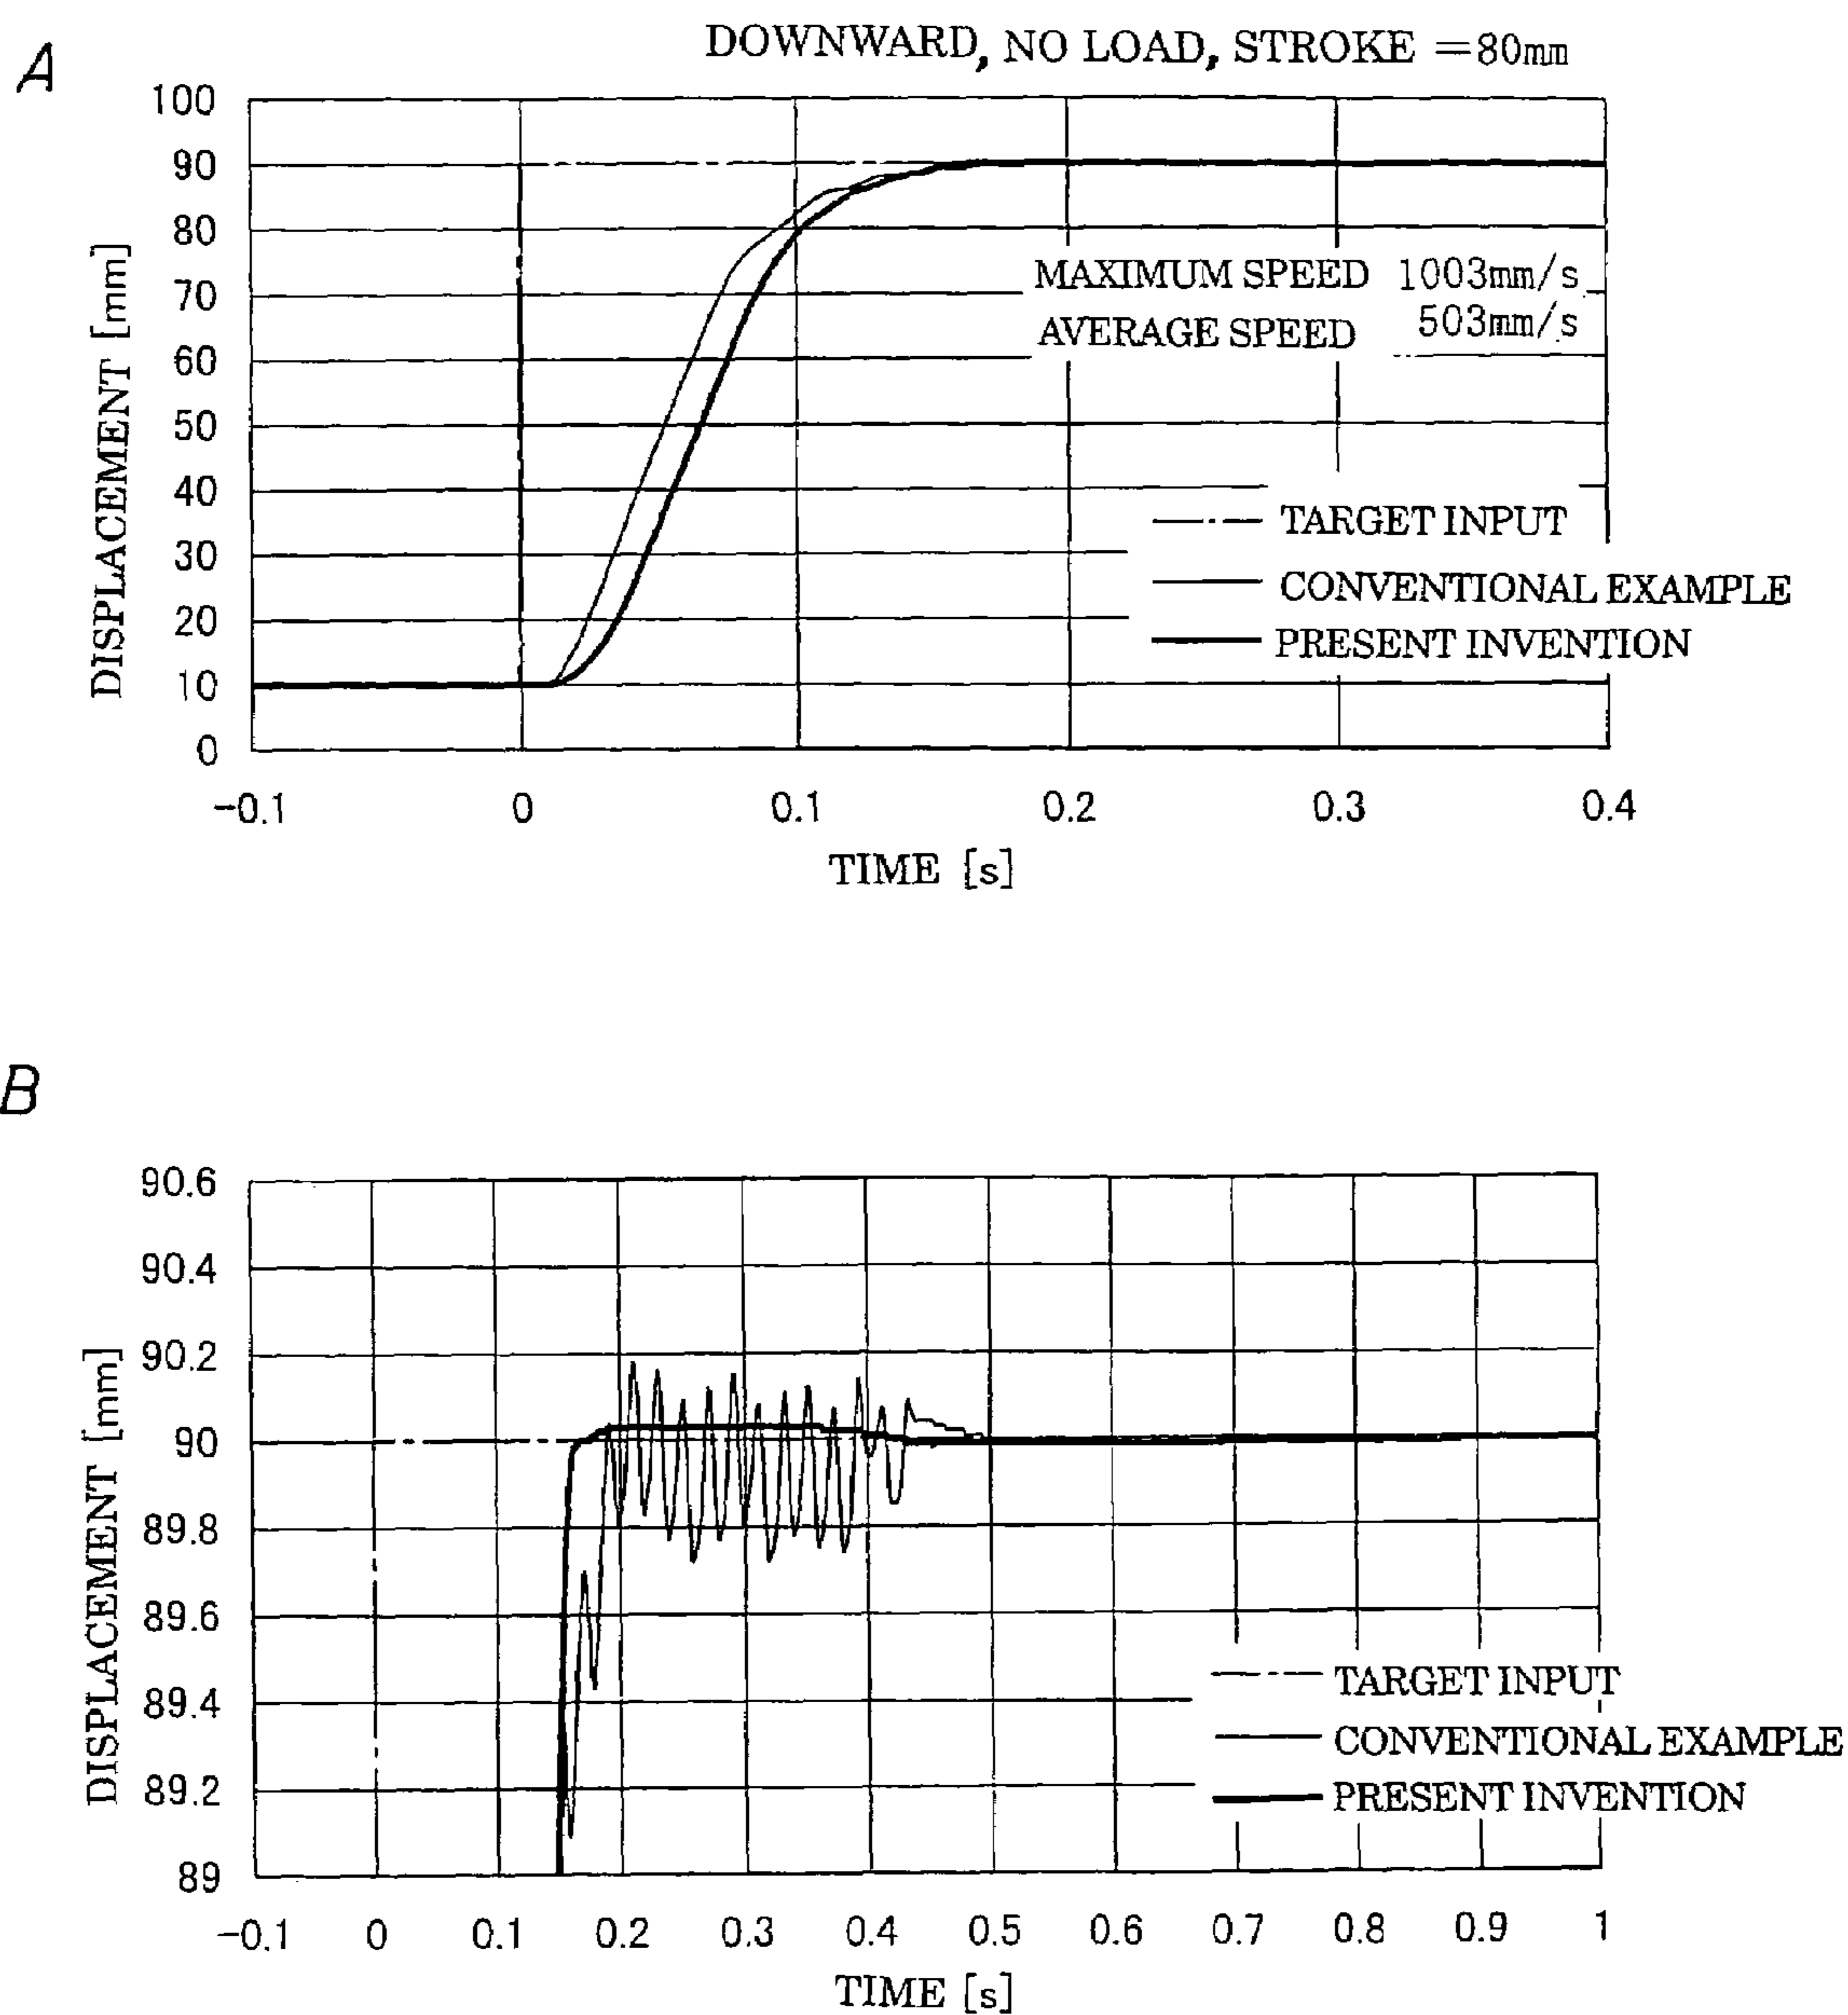 A
DOWNWARD, NO LOAD, STROKE =80mm
DISPLACEMENT [mm]
100
90
80
70
60
50
40
30
20
10
0
MAXIMUM SPEED 1003mm/s
AVERAGE SPEED 503mm/s
TARGET INPUT
CONVENTIONAL EXAMPLE
PRESENT INVENTION
-0.1 0 0.1 0.2 0.3 0.4
TIME [s]
B
DISPLACEMENT [mm]
90.6
90.4
90.2
90
89.8
89.6
89.4
89.2
89
TARGET INPUT
CONVENTIONAL EXAMPLE
PRESENT INVENTION
-0.1 0 0.1 0.2 0.3 0.4 0.5 0.6 0.7 0.8 0.9 1
TIME [s]